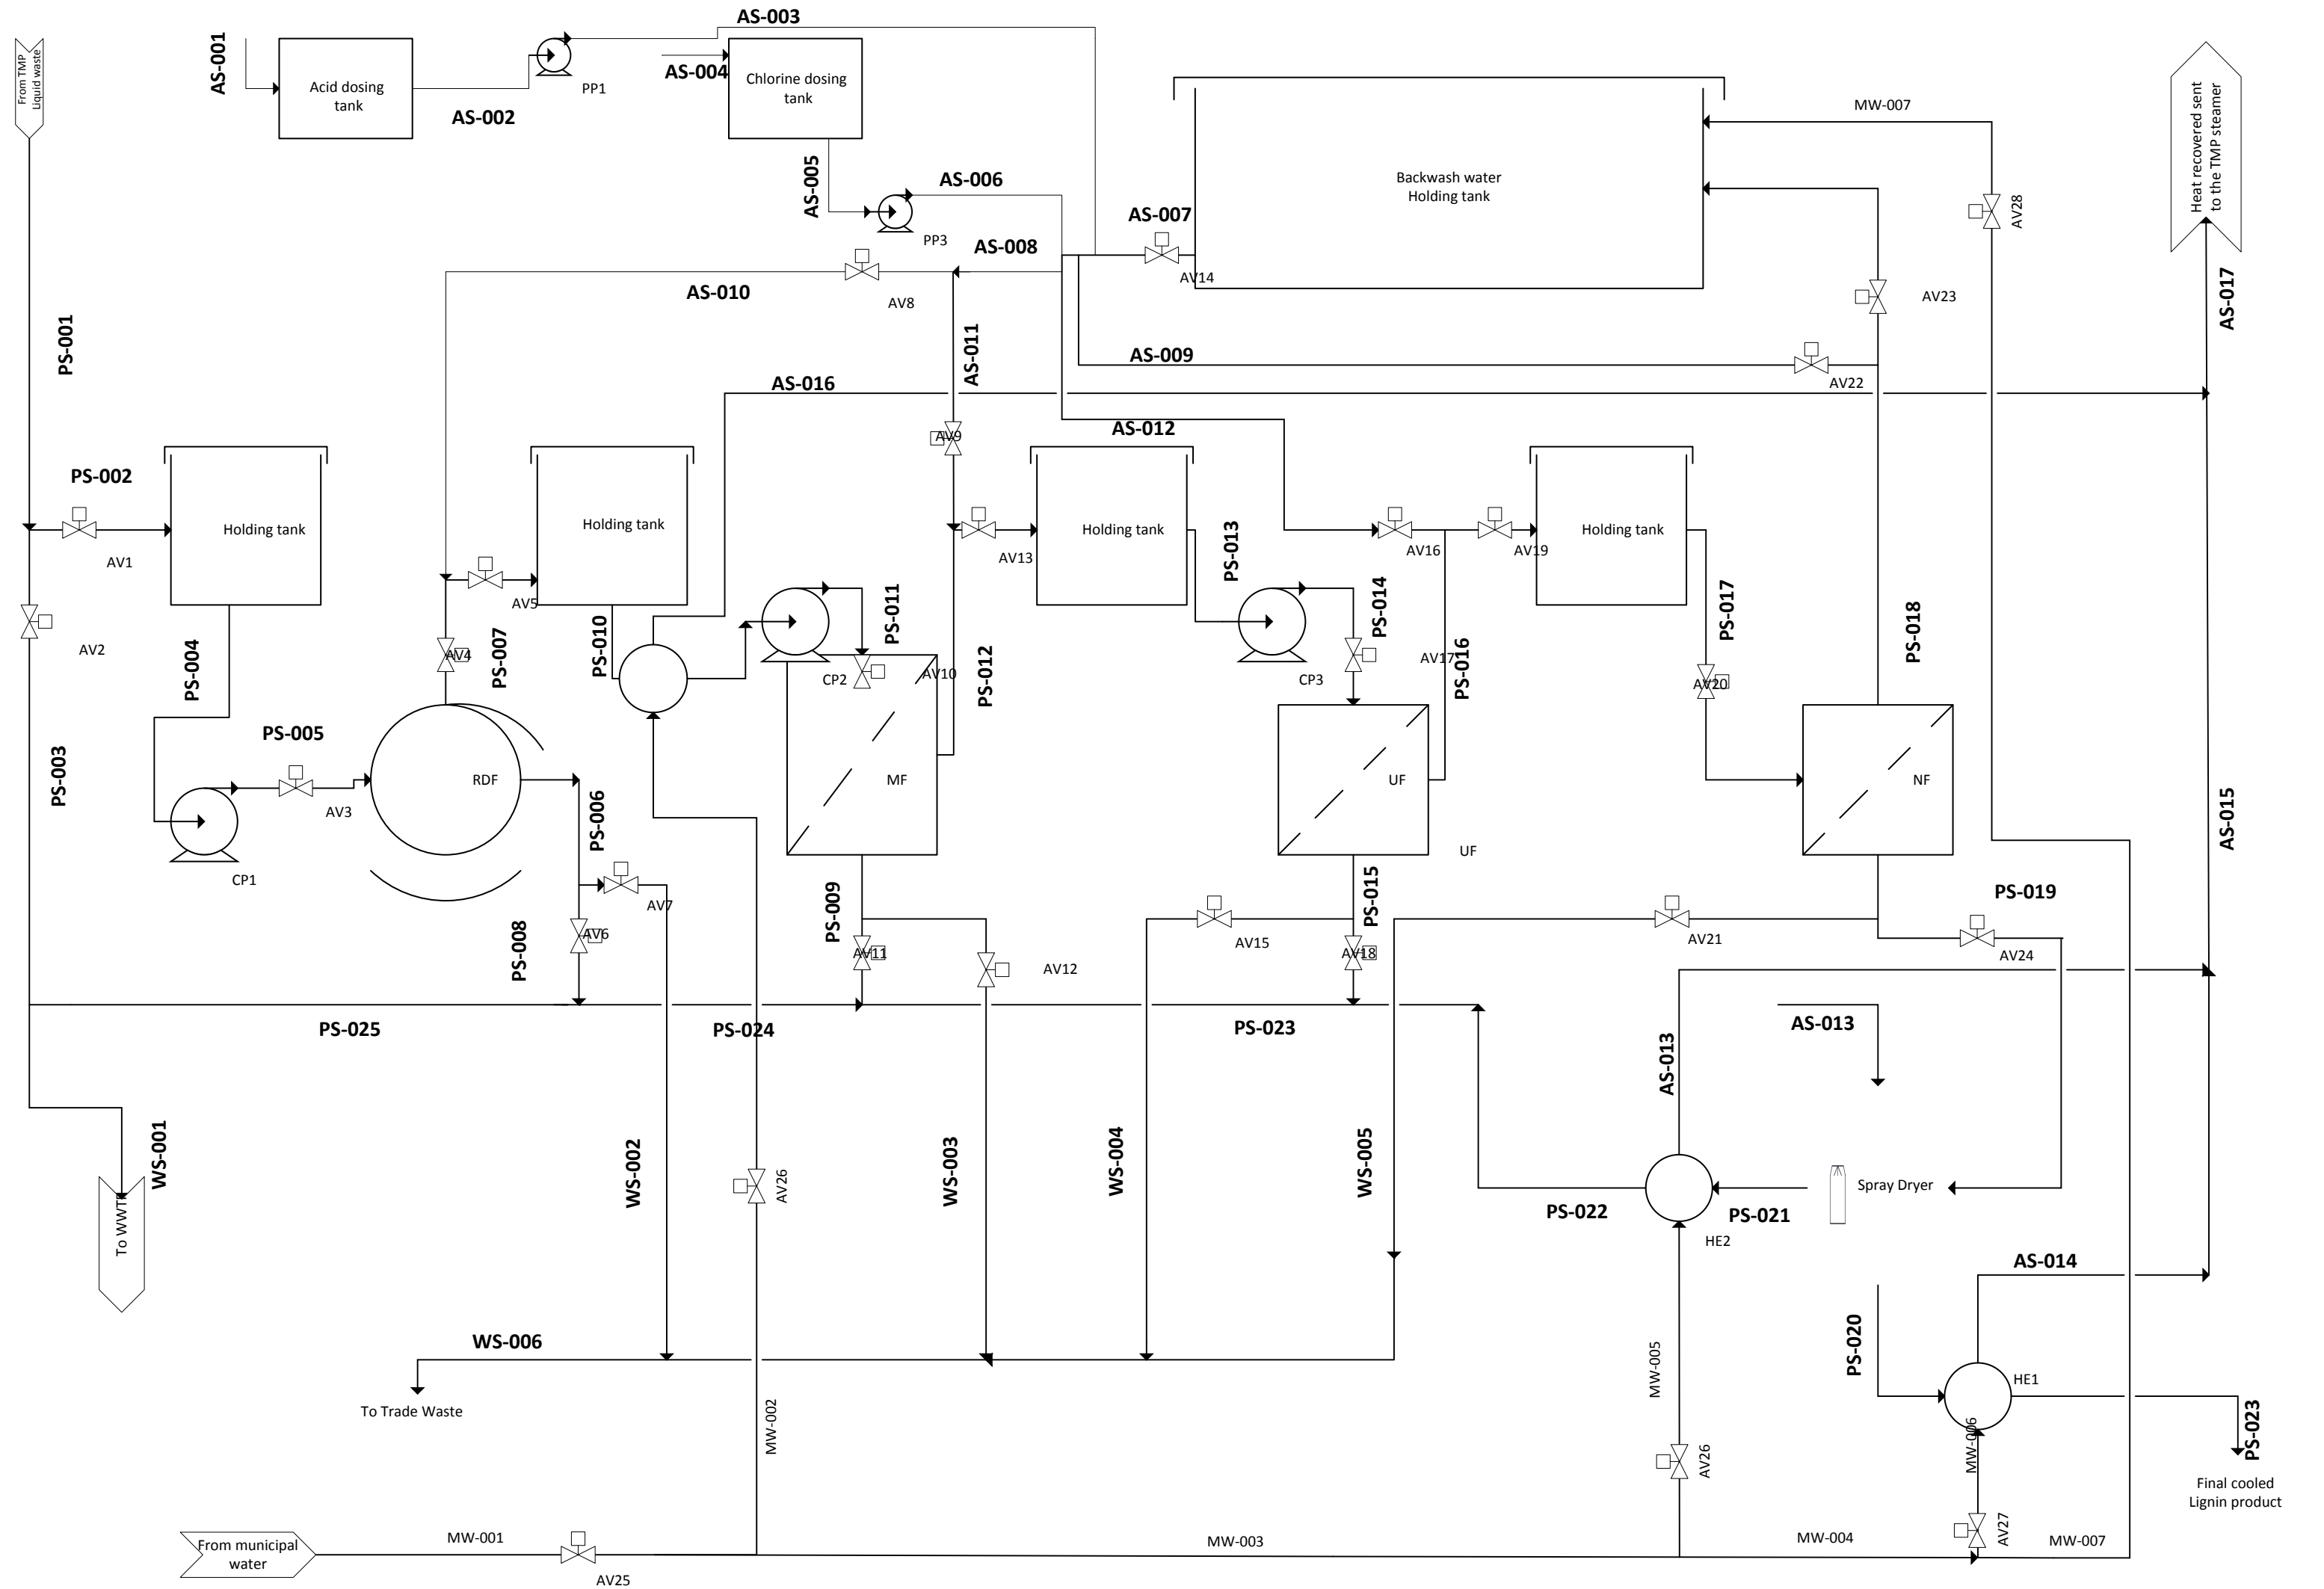 AS-003
From TMP
Liquid waste
AS-001
Acid dosing
tank
AS-002
PP1
AS-004
Chlorine dosing
tank
AS-005
AS-006
PP3
AS-007
AV14
Backwash water
Holding tank
MW-007
AV28
Heat recovered sent
to the TMP steamer
AS-008
AS-010
AV8
AV23
AS-017
PS-001
AS-011
AS-009
AV22
AS-016
AV9
AS-012
PS-002
AV1
Holding tank
Holding tank
AV13
Holding tank
PS-013
AV16
AV19
Holding tank
AV5
AV2
PS-004
AV4
PS-007
PS-010
PS-011
CP2
AV10
PS-012
CP3
PS-014
AV17
PS-016
PS-017
AV20
PS-018
PS-003
PS-005
AV3
CP1
RDF
PS-006
MF
UF
UF
NF
AS-015
AV7
PS-008
AV6
PS-009
AV11
AV12
AV15
PS-015
AV18
AV21
PS-019
AV24
PS-025
PS-024
PS-023
AS-013
AS-013
WS-001
To WWTP
WS-002
AV26
WS-003
WS-004
WS-005
PS-022
PS-021
HE2
Spray Dryer
AS-014
WS-006
To Trade Waste
MW-002
MW-005
AV26
PS-020
HE1
MW-006
PS-023
Final cooled
Lignin product
From municipal
water
MW-001
AV25
MW-003
MW-004
AV27
MW-007